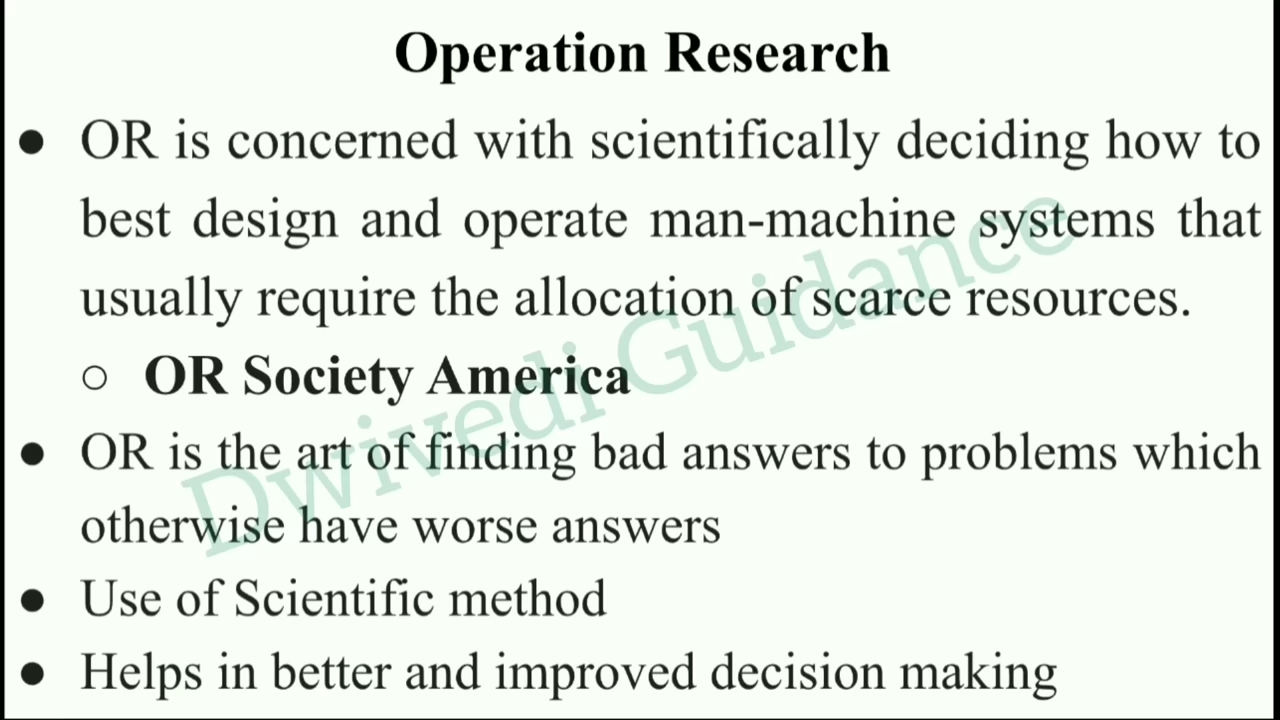 Operation Research
● OR is concerned with scientifically deciding how to
best design and operate man-machine systems that
usually require the allocation of scarce resources.
○ OR Society America
● OR is the art of finding bad answers to problems which
otherwise have worse answers
● Use of Scientific method
● Helps in better and improved decision making
Dwivedi Guidance